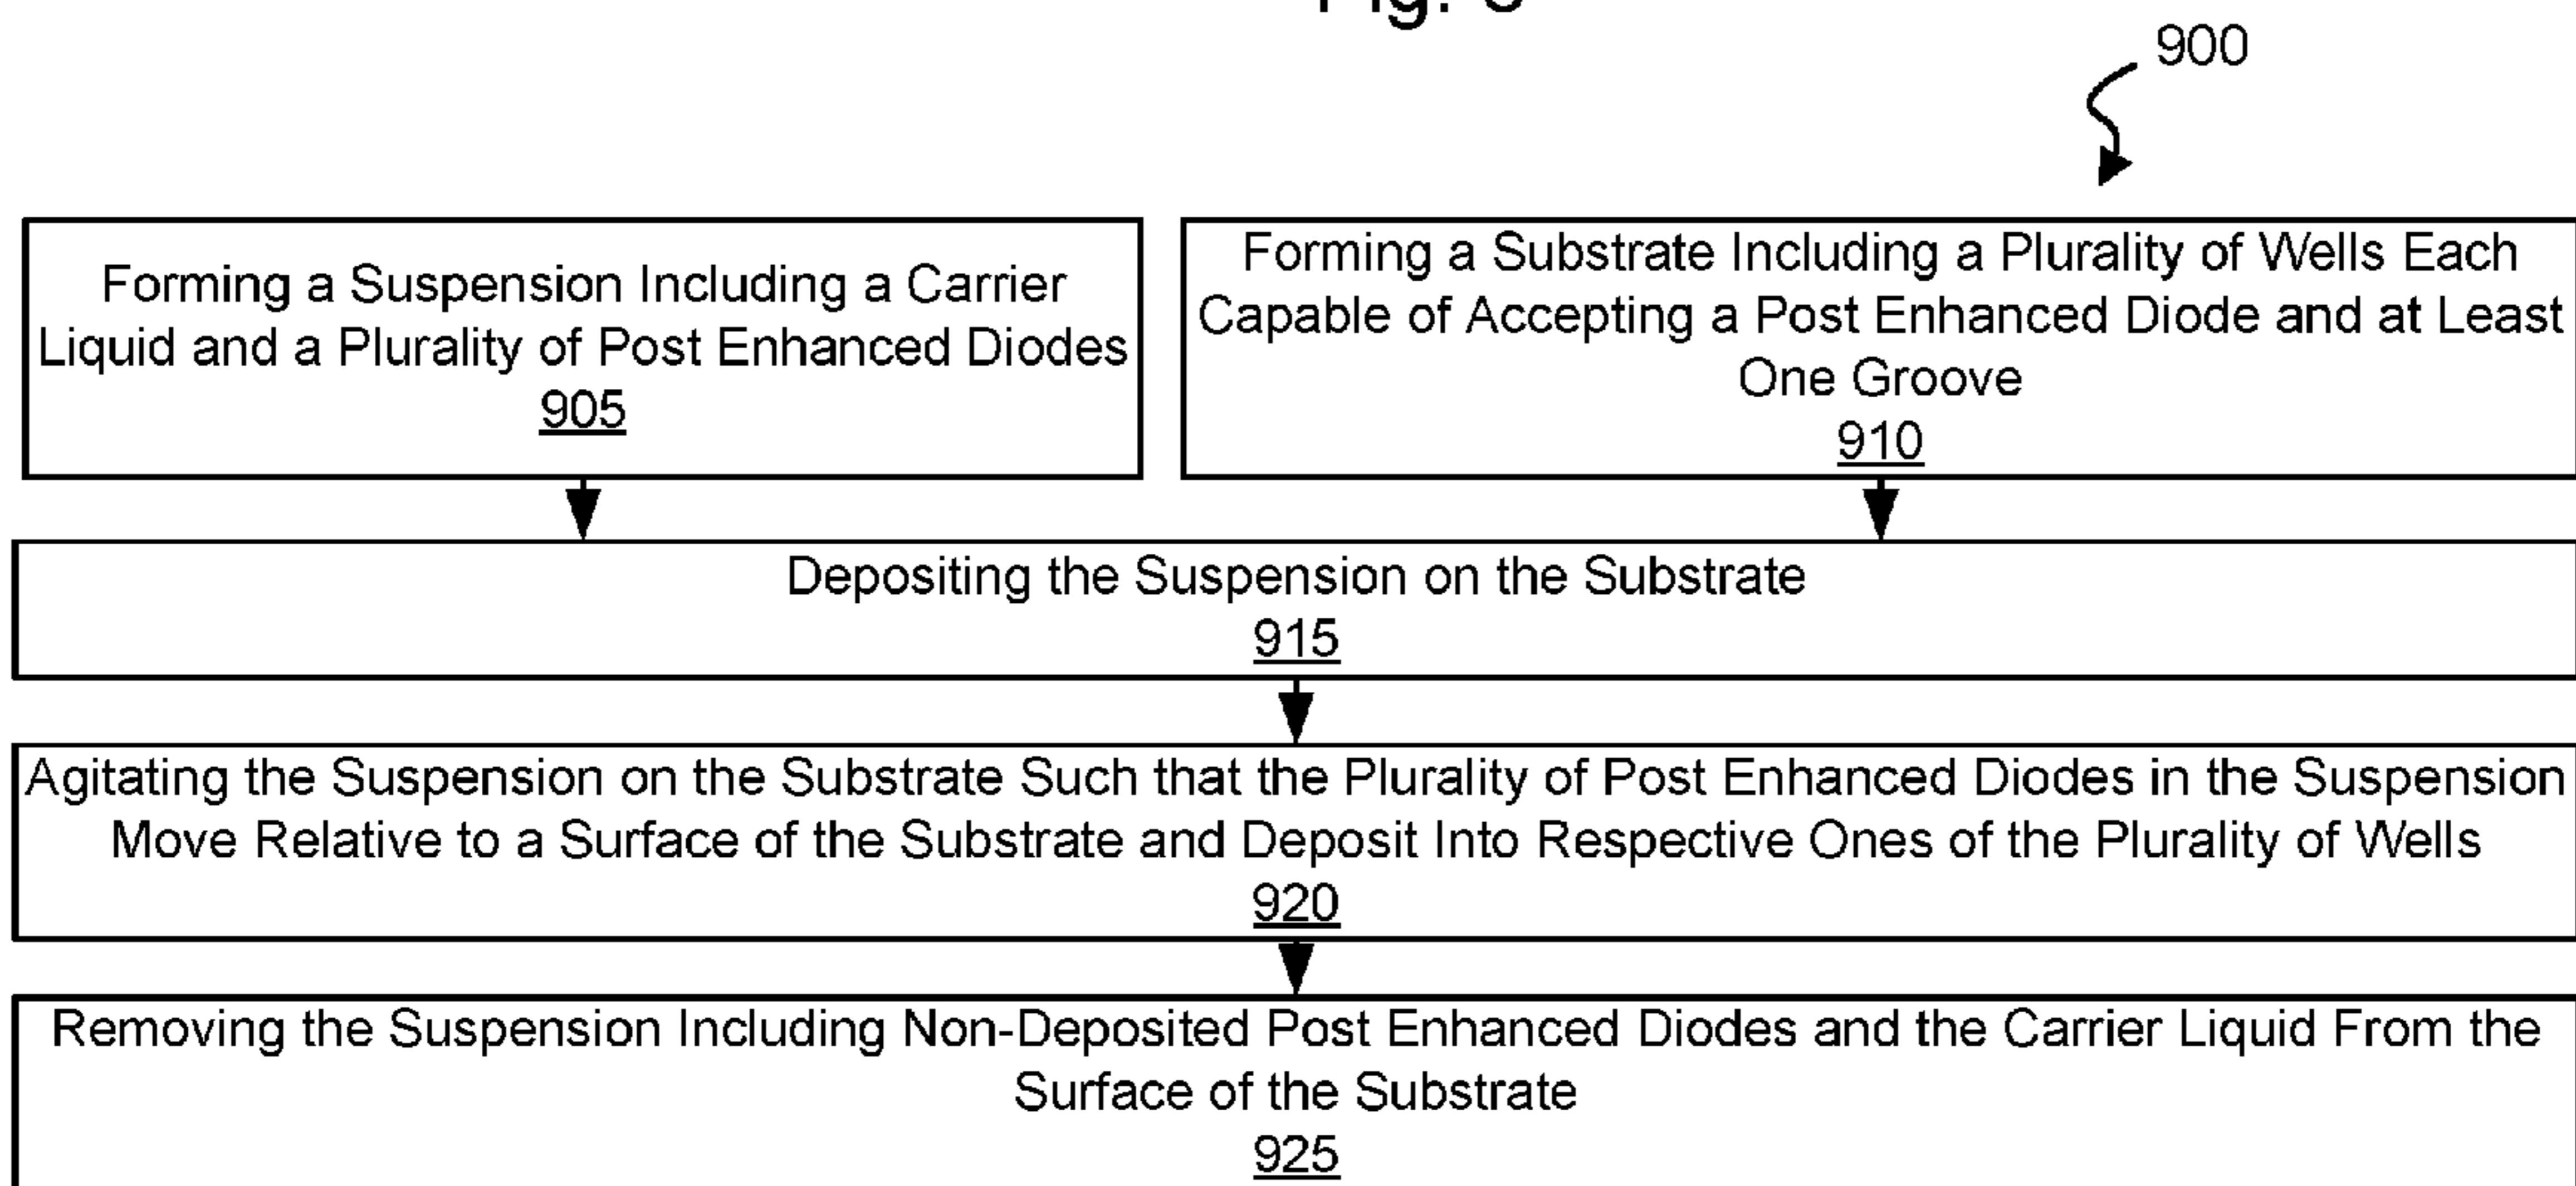 900
Forming a Suspension Including a Carrier
Liquid and a Plurality of Post Enhanced Diodes
905
Forming a Substrate Including a Plurality of Wells Each
Capable of Accepting a Post Enhanced Diode and at Least
One Groove
910
Depositing the Suspension on the Substrate
915
Agitating the Suspension on the Substrate Such that the Plurality of Post Enhanced Diodes in the Suspension
Move Relative to a Surface of the Substrate and Deposit Into Respective Ones of the Plurality of Wells
920
Removing the Suspension Including Non-Deposited Post Enhanced Diodes and the Carrier Liquid From the
Surface of the Substrate
925